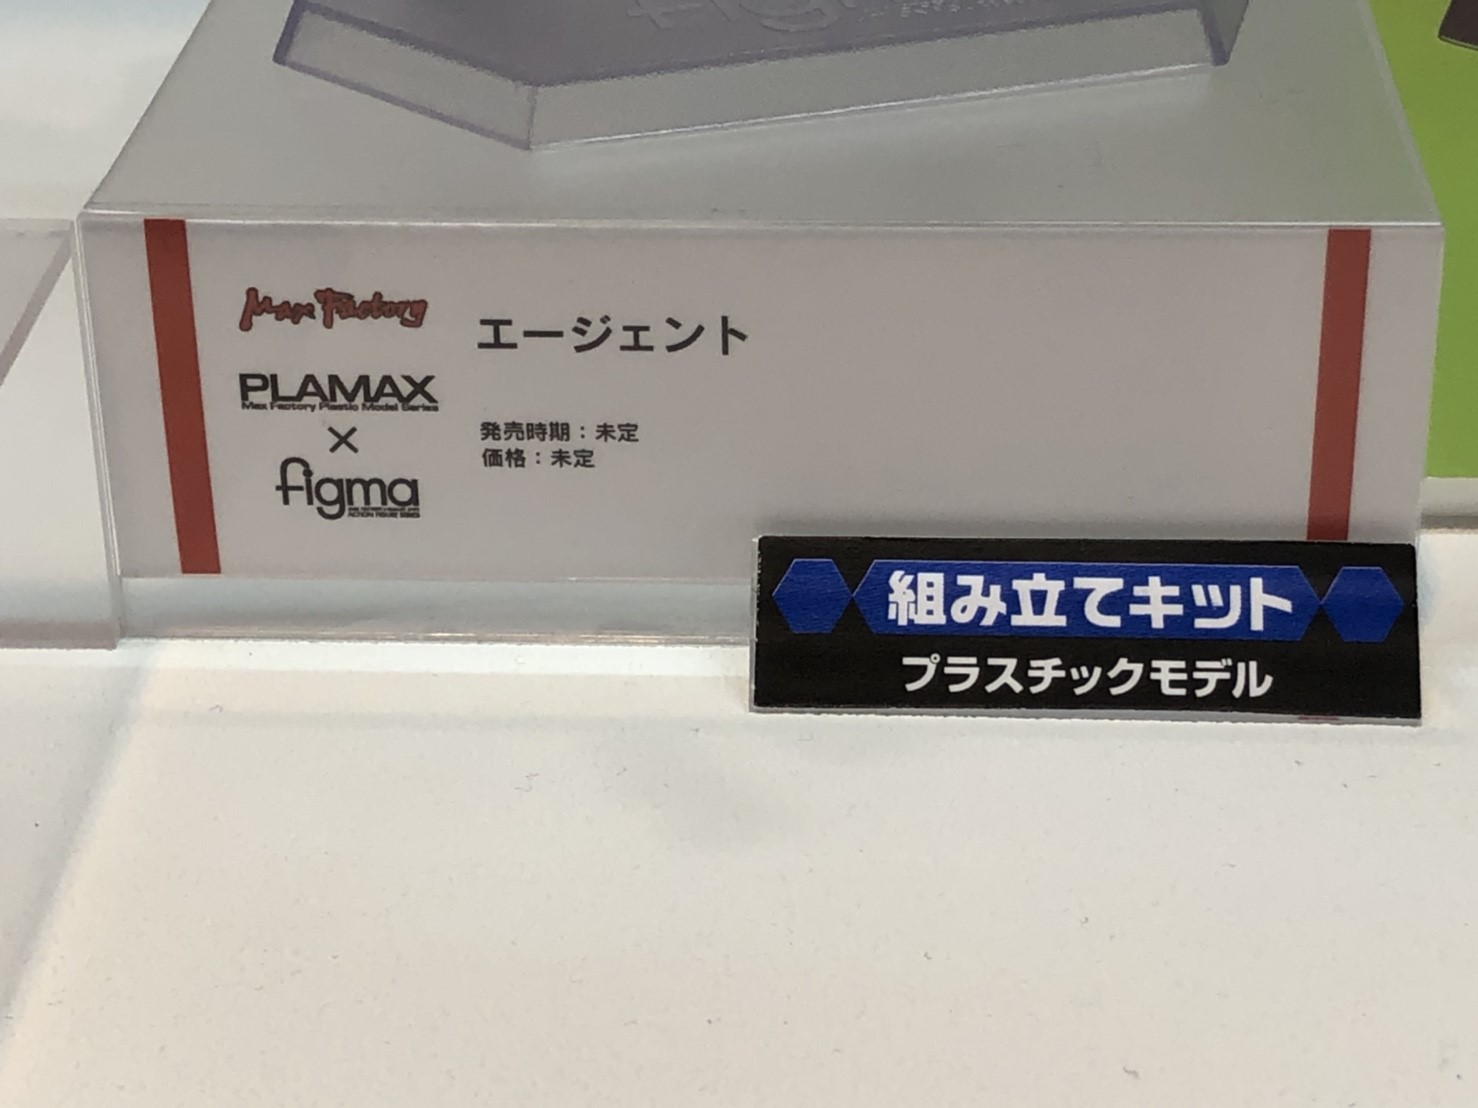 figma
Max Factory
PLAMAX
Max Factory Plastic Model Series
×
figma
エージェント
発売時期：未定
価格：未定
組み立てキット
プラスチックモデル